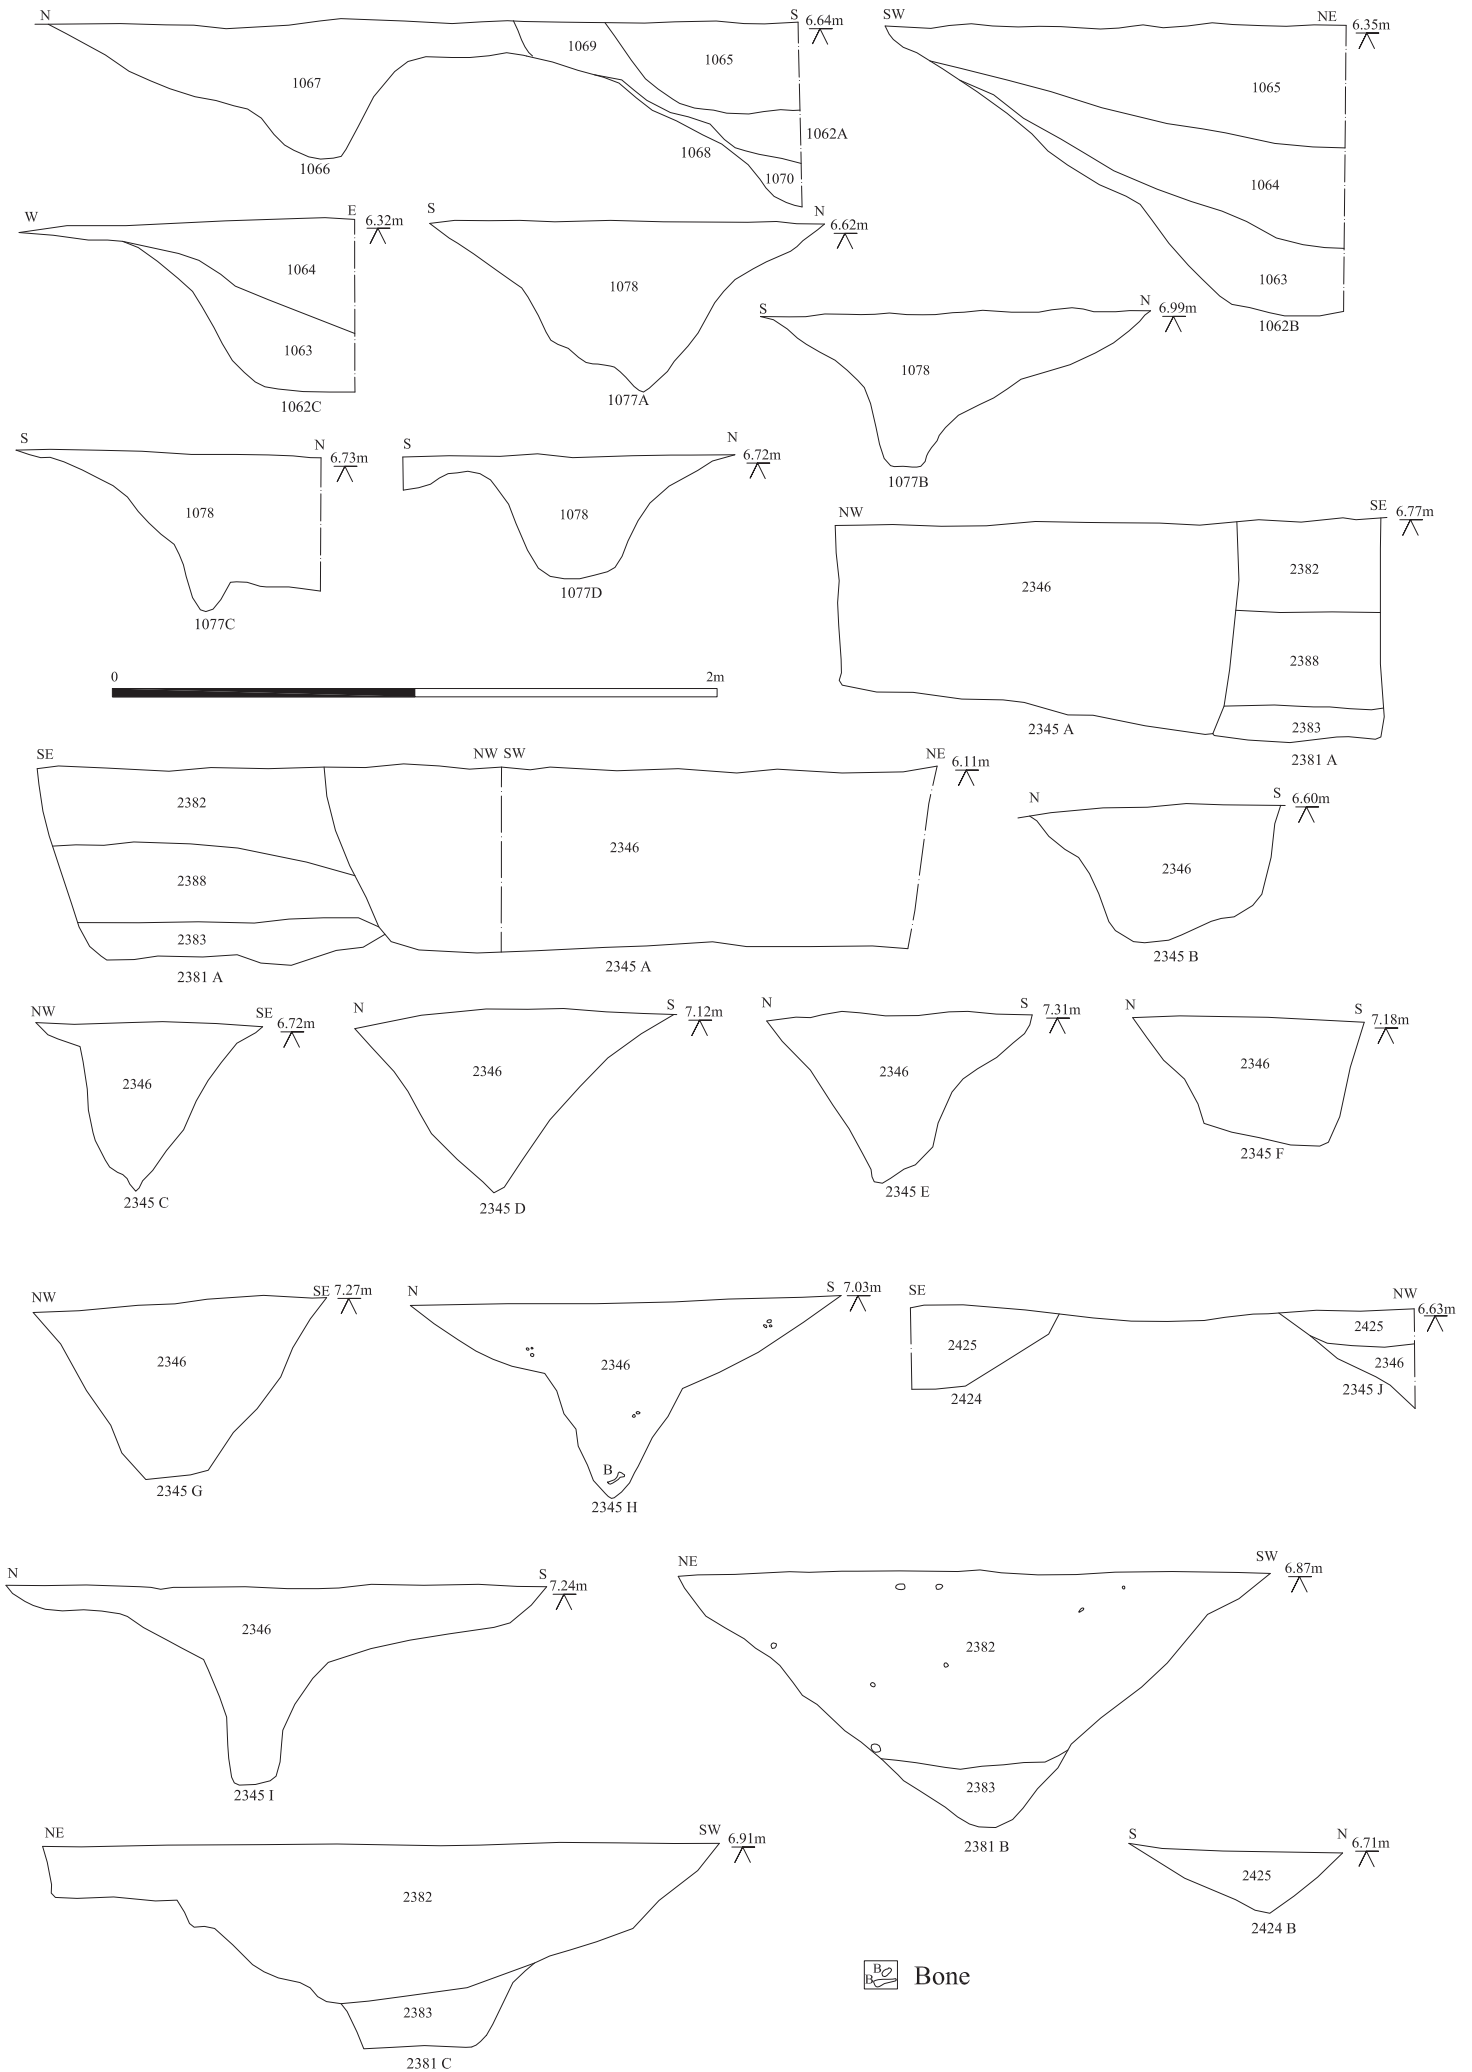 N S 6.64m
1067 1069 1065
1062A
1068
1070
1066
SW NE 6.35m
1065
1064
1063
1062B
W E 6.32m
1064
1063
1062C
S N 6.62m
1078
1077A
S N 6.99m
1078
1077B
S N 6.73m
1078
1077C
S N 6.72m
1078
1077D
NW SE 6.77m
2346 2382
2388
2383
2345 A
2381 A
0 2m
SE NW SW NE 6.11m
2382
2346
2388
2383
2381 A 2345 A
N S 6.60m
2346
2345 B
NW SE 6.72m
2346
2345 C
N S 7.12m
2346
2345 D
N S 7.31m
2346
2345 E
N S 7.18m
2346
2345 F
NW SE 7.27m
2346
2345 G
N S 7.03m
2346
B
2345 H
SE NW 6.63m
2425 2425
2346
2424 2345 J
N S 7.24m
2346
2345 I
NE SW 6.87m
2382
2383
2381 B
NE SW 6.91m
2382
2383
2381 C
S N 6.71m
2425
2424 B
B
B Bone